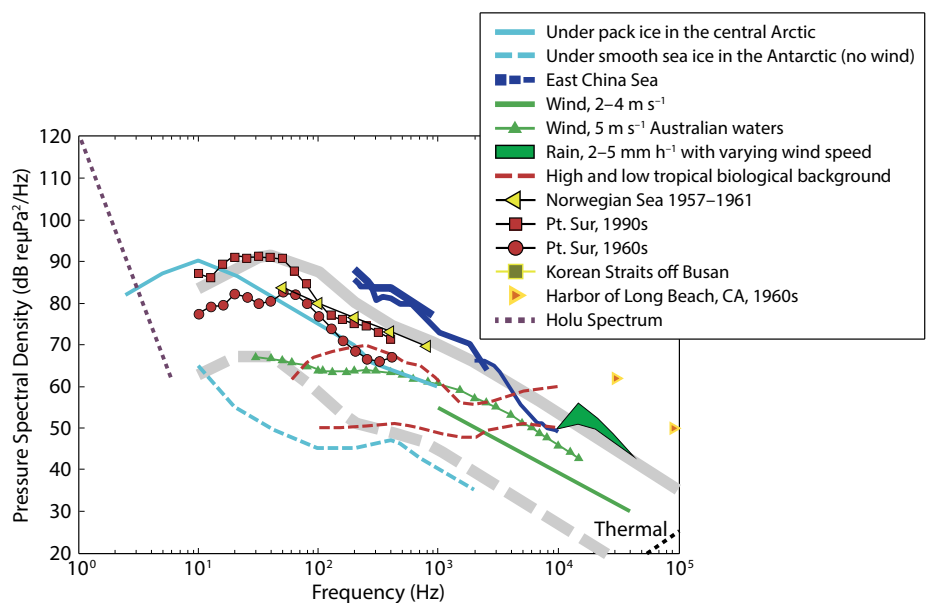 Under pack ice in the central Arctic
Under smooth sea ice in the Antarctic (no wind)
East China Sea
Wind, 2–4 m s⁻¹
Wind, 5 m s⁻¹ Australian waters
Rain, 2–5 mm h⁻¹ with varying wind speed
High and low tropical biological background
Norwegian Sea 1957–1961
Pt. Sur, 1990s
Pt. Sur, 1960s
Korean Straits off Busan
Harbor of Long Beach, CA, 1960s
Holu Spectrum
Pressure Spectral Density (dB reµPa²/Hz)
120
110
100
90
80
70
60
50
40
30
20
Thermal
10⁰ 10¹ 10² 10³ 10⁴ 10⁵
Frequency (Hz)